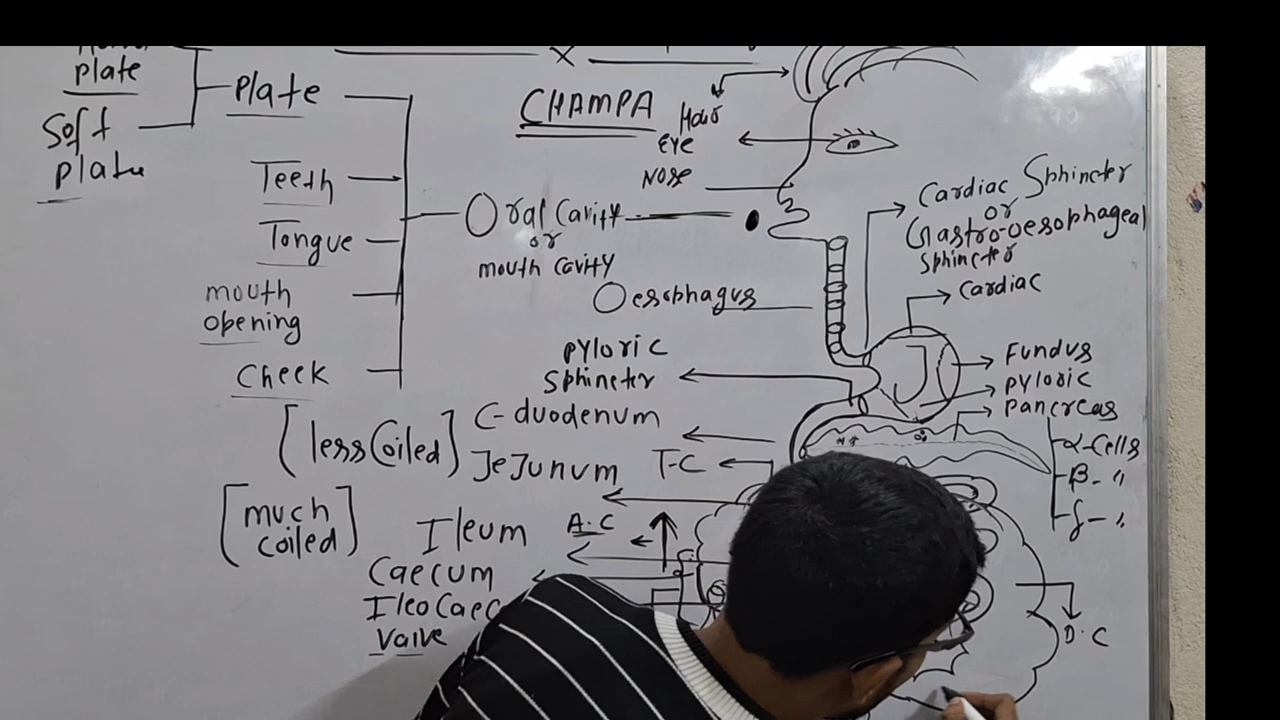 plate
Soft
plate
Plate
Teeth
Tongue
mouth
opening
Cheek
x
CHAMPA
Hair
EYE
NOSE
Oral Cavity
or
mouth cavity
Oesophagus
Cardiac Sphincter
or
Gastro-oesophageal
sphincter
Cardiac
Fundus
pyloric
pancreas
α-Cells
β- "
δ- "
pyloric
Sphincter
C-duodenum
[less Coiled]
JeJunum
T-C
[much
coiled]
Ileum
A.C
Caecum
IleoCaec
Valve
D.C